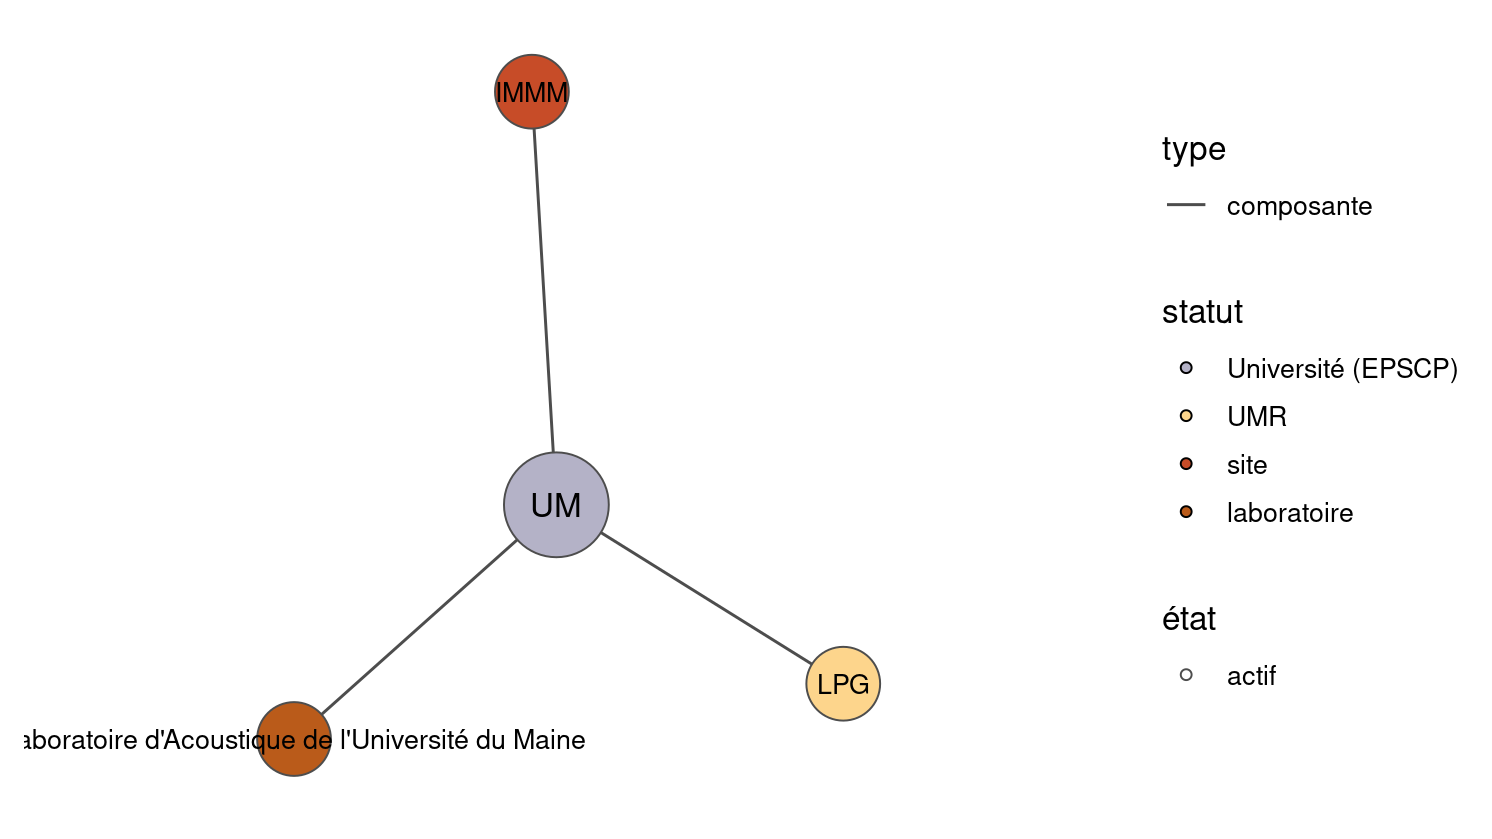 IMMM
UM
LPG
aboratoire d'Acoustique de l'Université du Maine
type
composante
statut
Université (EPSCP)
UMR
site
laboratoire
état
actif